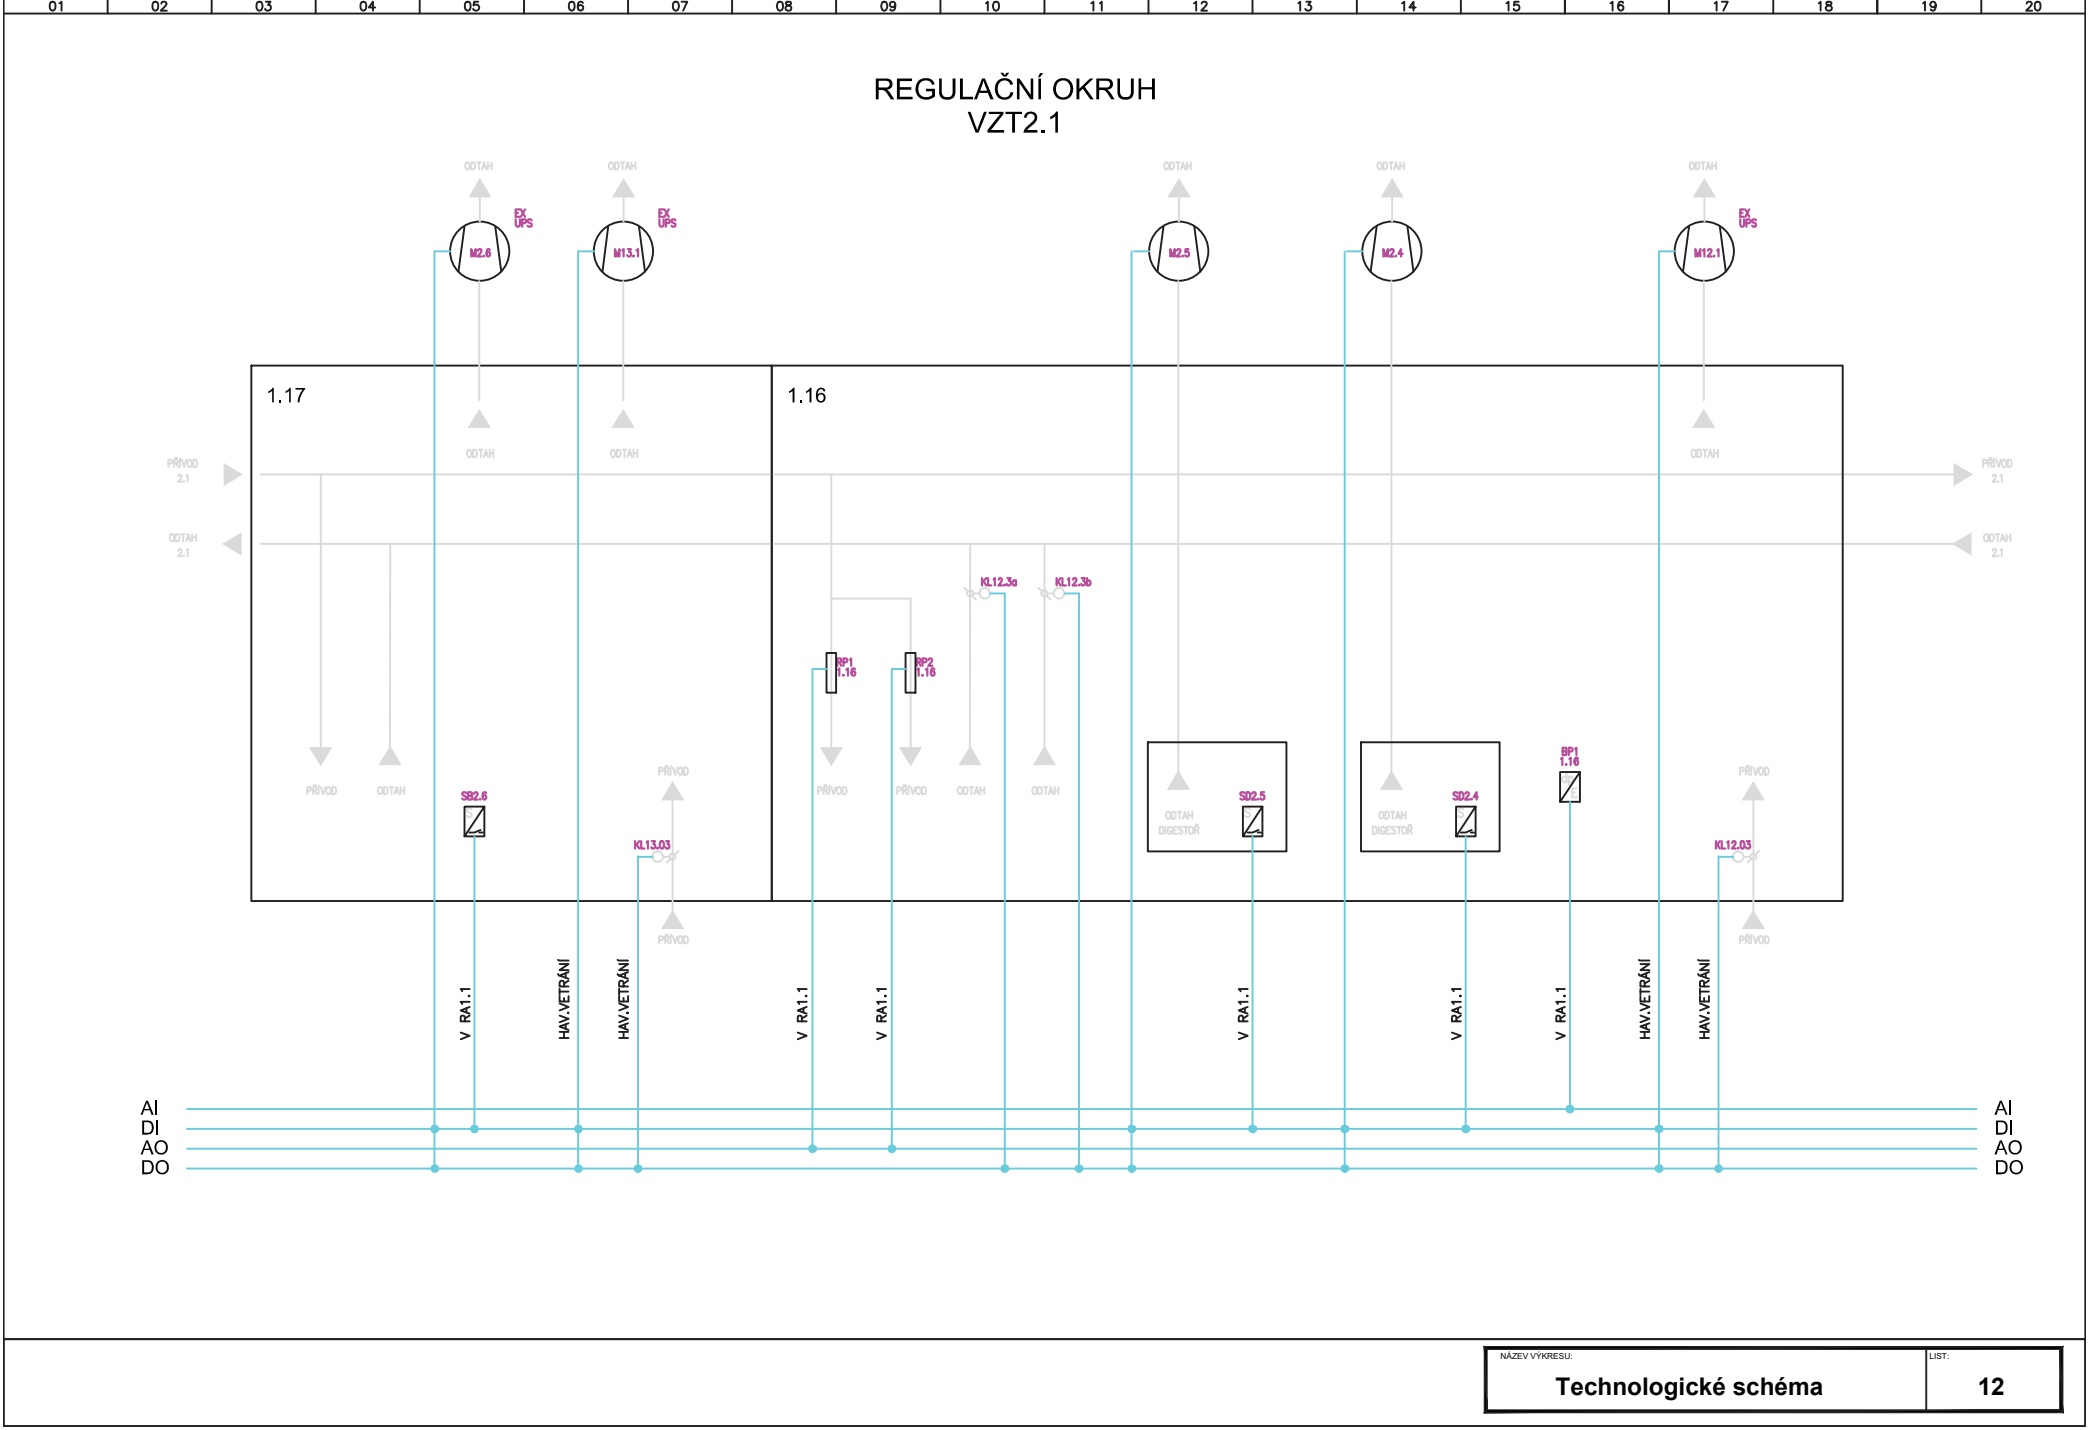 01 02 03 04 05 06 07 08 09 10 11 12 13 14 15 16 17 18 19 20
REGULAČNÍ OKRUH
VZT2.1
ODTAH ODTAH ODTAH ODTAH ODTAH
EX EX EX
UPS UPS UPS
M2.6 M13.1 M2.5 M2.4 M12.1
1.17 1.16
ODTAH ODTAH ODTAH
PŘÍVOD PŘÍVOD
2.1 2.1
ODTAH ODTAH
2.1 2.1
KL12.3a KL12.3b
RP1 RP2
1.16 1.16
BP1
1.16
PŘÍVOD PŘÍVOD
PŘÍVOD ODTAH PŘÍVOD PŘÍVOD ODTAH ODTAH
SB2.6 SD2.5 SD2.4
ODTAH ODTAH
DIGESTOŘ DIGESTOŘ
KL13.03 KL12.03
PŘÍVOD PŘÍVOD
V RA1.1
HAV.VETRÁNÍ
HAV.VETRÁNÍ
V RA1.1
V RA1.1
V RA1.1
V RA1.1
V RA1.1
HAV.VETRÁNÍ
HAV.VETRÁNÍ
AI AI
DI DI
AO AO
DO DO
NÁZEV VÝKRESU: LIST:
Technologické schéma 12